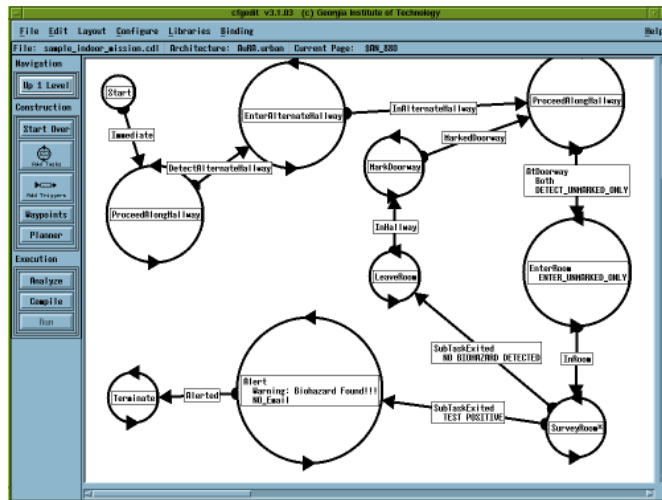 cfgedit v3.1.03 (c) Georgia Institute of Technology
File Edit Layout Configure Libraries Binding Help
File: sample_indoor_mission.cdl Architecture: AuRA.urban Current Page: $AN_880
Navigation
Up 1 Level
Construction
Start Over
Add Tasks
Add Triggers
Waypoints
Planner
Execution
Analyze
Compile
Run
Start
Immediate
ProceedAlongHallway
DetectAlternateHallway
EnterAlternateHallway
InAlternateHallway
ProceedAlongHallway
MarkedDoorway
MarkDoorway
InHallway
LeaveRoom
AtDoorway
Both
DETECT_UNMARKED_ONLY
EnterRoom
ENTER_UNMARKED_ONLY
InRoom
SurveyRoom*
SubTaskExited
NO BIOHAZARD DETECTED
SubTaskExited
TEST POSITIVE
Alert
Warning: Biohazard Found!!!
NO_Email
Alerted
Terminate